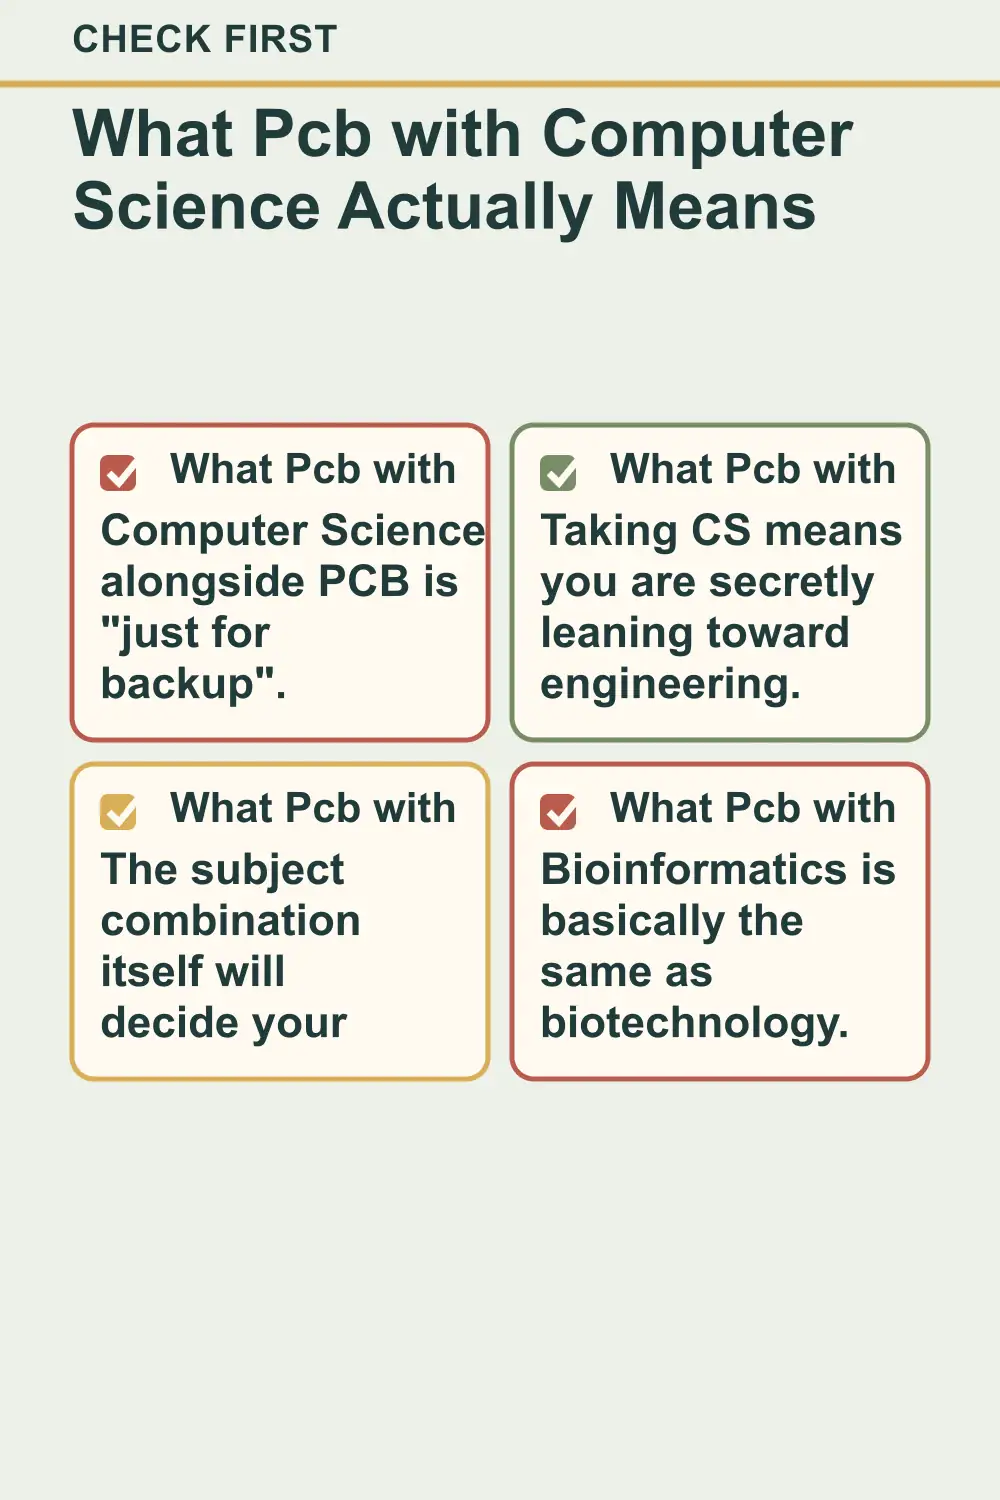 CHECK FIRST
What Pcb with Computer
Science Actually Means
What Pcb with
Computer Science
alongside PCB is
"just for
backup".
What Pcb with
Taking CS means
you are secretly
leaning toward
engineering.
What Pcb with
The subject
combination
itself will
decide your
What Pcb with
Bioinformatics is
basically the
same as
biotechnology.